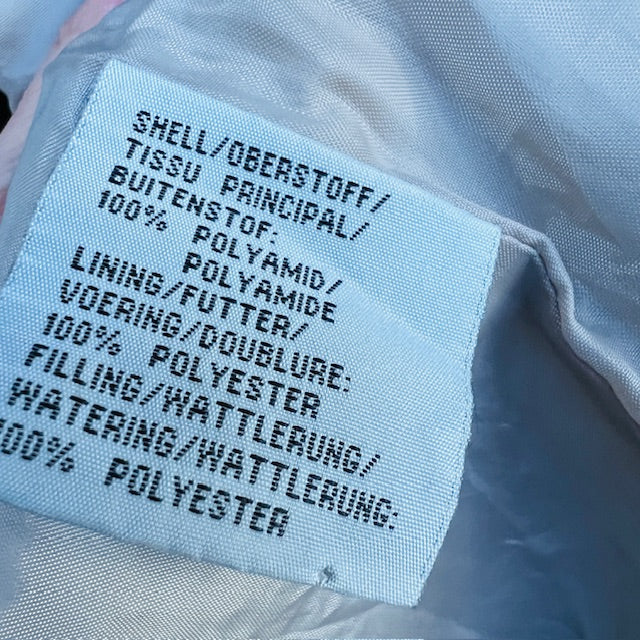 SHELL/OBERSTOFF/
TISSU PRINCIPAL/
BUITENSTOF:
100% POLYAMID/
POLYAMIDE
LINING/FUTTER/
VOERING/DOUBLURE:
100% POLYESTER
FILLING/WATTLERUNG/
WATERING/WATTLERUNG:
100% POLYESTER